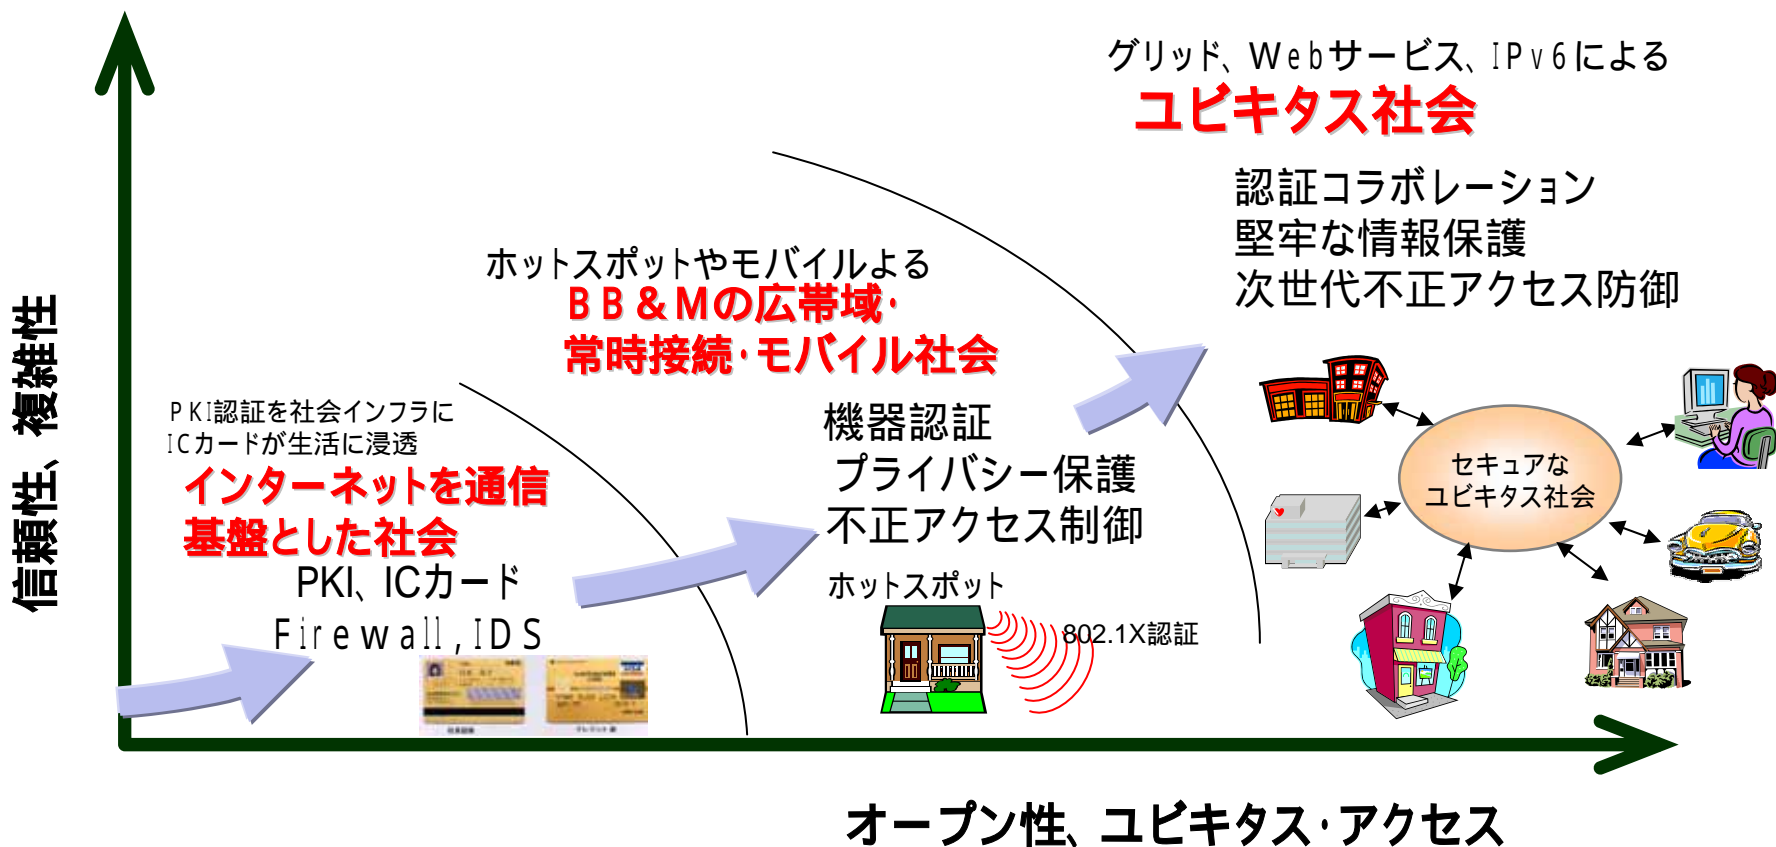 グリッド、Webサービス、IPv6による
ユビキタス社会
認証コラボレーション
堅牢な情報保護
次世代不正アクセス防御
ホットスポットやモバイルよる
BB&Mの広帯域・
常時接続・モバイル社会
機器認証
プライバシー保護
不正アクセス制御
ホットスポット
802.1X認証
PKI認証を社会インフラに
ICカードが生活に浸透
インターネットを通信
基盤とした社会
PKI、ICカード
Firewall,IDS
セキュアな
ユビキタス社会
信頼性、複雑性
オープン性、ユビキタス・アクセス